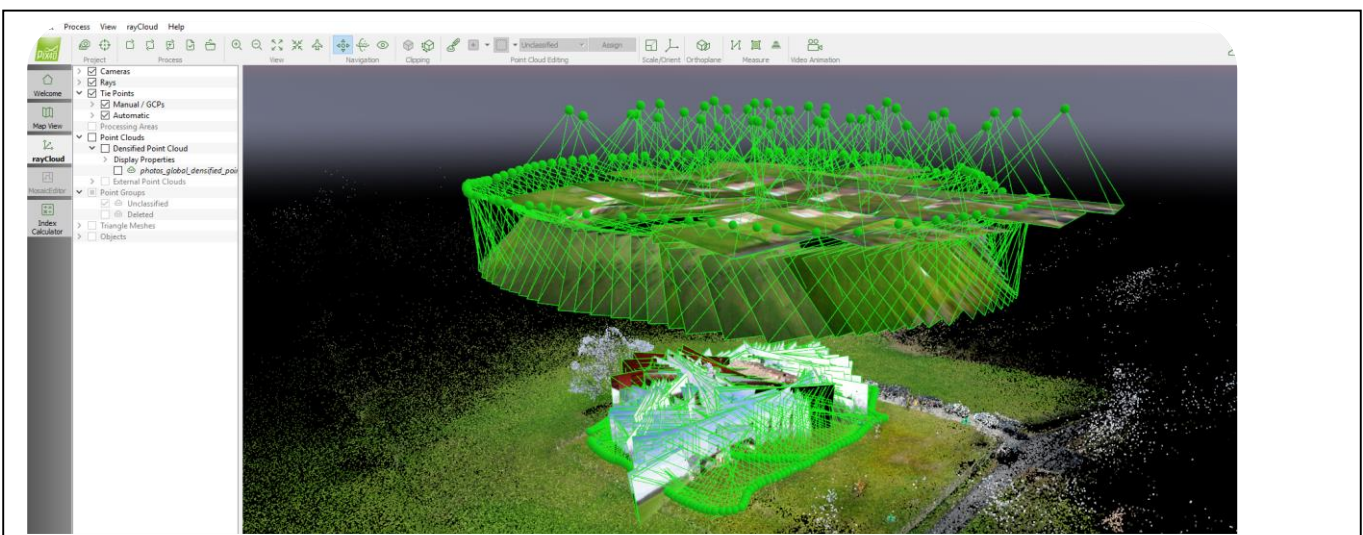 Process View rayCloud Help
PIX4D
Unclassified Assign
Project Process View Navigation Clipping Point Cloud Editing Scale/Orient Orthoplane Measure Video Animation
Welcome
Map View
rayCloud
MosaicEditor
Index
Calculator
Cameras
Rays
Tie Points
Manual / GCPs
Automatic
Processing Areas
Point Clouds
Densified Point Cloud
Display Properties
photos_global_densified_poin
External Point Clouds
Point Groups
Unclassified
Deleted
Triangle Meshes
Objects